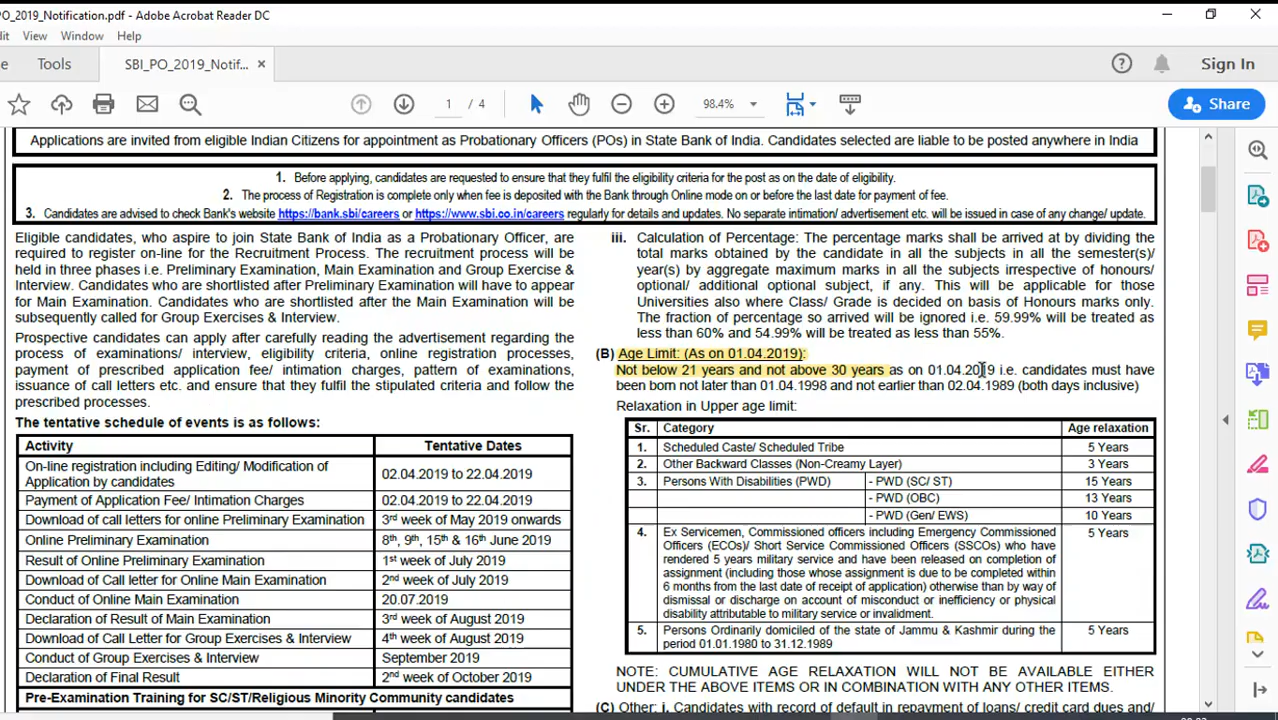 PO_2019_Notification.pdf - Adobe Acrobat Reader DC
View Window Help
Tools SBI_PO_2019_Notif... × Sign In
1 / 4 98.4% Share
Applications are invited from eligible Indian Citizens for appointment as Probationary Officers (POs) in State Bank of India. Candidates selected are liable to be posted anywhere in India
1. Before applying, candidates are requested to ensure that they fulfil the eligibility criteria for the post as on the date of eligibility.
2. The process of Registration is complete only when fee is deposited with the Bank through Online mode on or before the last date for payment of fee.
3. Candidates are advised to check Bank's website https://bank.sbi/careers or https://www.sbi.co.in/careers regularly for details and updates. No separate intimation/ advertisement etc. will be issued in case of any change/ update.
Eligible candidates, who aspire to join State Bank of India as a Probationary Officer, are
required to register on-line for the Recruitment Process. The recruitment process will be
held in three phases i.e. Preliminary Examination, Main Examination and Group Exercise &
Interview. Candidates who are shortlisted after Preliminary Examination will have to appear
for Main Examination. Candidates who are shortlisted after the Main Examination will be
subsequently called for Group Exercises & Interview.
Prospective candidates can apply after carefully reading the advertisement regarding the
process of examinations/ interview, eligibility criteria, online registration processes,
payment of prescribed application fee/ intimation charges, pattern of examinations,
issuance of call letters etc. and ensure that they fulfil the stipulated criteria and follow the
prescribed processes.
The tentative schedule of events is as follows:
Activity Tentative Dates
On-line registration including Editing/ Modification of
Application by candidates 02.04.2019 to 22.04.2019
Payment of Application Fee/ Intimation Charges 02.04.2019 to 22.04.2019
Download of call letters for online Preliminary Examination 3rd week of May 2019 onwards
Online Preliminary Examination 8th, 9th, 15th & 16th June 2019
Result of Online Preliminary Examination 1st week of July 2019
Download of Call letter for Online Main Examination 2nd week of July 2019
Conduct of Online Main Examination 20.07.2019
Declaration of Result of Main Examination 3rd week of August 2019
Download of Call Letter for Group Exercises & Interview 4th week of August 2019
Conduct of Group Exercises & Interview September 2019
Declaration of Final Result 2nd week of October 2019
Pre-Examination Training for SC/ST/Religious Minority Community candidates
iii. Calculation of Percentage: The percentage marks shall be arrived at by dividing the
total marks obtained by the candidate in all the subjects in all the semester(s)/
year(s) by aggregate maximum marks in all the subjects irrespective of honours/
optional/ additional optional subject, if any. This will be applicable for those
Universities also where Class/ Grade is decided on basis of Honours marks only.
The fraction of percentage so arrived will be ignored i.e. 59.99% will be treated as
less than 60% and 54.99% will be treated as less than 55%.
(B) Age Limit: (As on 01.04.2019):
Not below 21 years and not above 30 years as on 01.04.2019 i.e. candidates must have
been born not later than 01.04.1998 and not earlier than 02.04.1989 (both days inclusive)
Relaxation in Upper age limit:
Sr. Category Age relaxation
1. Scheduled Caste/ Scheduled Tribe 5 Years
2. Other Backward Classes (Non-Creamy Layer) 3 Years
3. Persons With Disabilities (PWD) - PWD (SC/ ST) 15 Years
- PWD (OBC) 13 Years
- PWD (Gen/ EWS) 10 Years
4. Ex Servicemen, Commissioned officers including Emergency Commissioned 5 Years
Officers (ECOs)/ Short Service Commissioned Officers (SSCOs) who have
rendered 5 years military service and have been released on completion of
assignment (including those whose assignment is due to be completed within
6 months from the last date of receipt of application) otherwise than by way of
dismissal or discharge on account of misconduct or inefficiency or physical
disability attributable to military service or invalidment.
5. Persons Ordinarily domiciled of the state of Jammu & Kashmir during the 5 Years
period 01.01.1980 to 31.12.1989
NOTE: CUMULATIVE AGE RELAXATION WILL NOT BE AVAILABLE EITHER
UNDER THE ABOVE ITEMS OR IN COMBINATION WITH ANY OTHER ITEMS.
(C) Other: i. Candidates with record of default in repayment of loans/ credit card dues and/